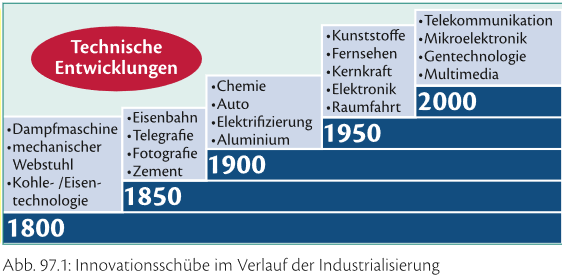 Technische
Entwicklungen
•Dampfmaschine
•mechanischer
Webstuhl
•Kohle- /Eisen-
technologie
1800
•Eisenbahn
•Telegrafie
•Fotografie
•Zement
1850
•Chemie
•Auto
•Elektrifizierung
•Aluminium
1900
•Kunststoffe
•Fernsehen
•Kernkraft
•Elektronik
•Raumfahrt
1950
•Telekommunikation
•Mikroelektronik
•Gentechnologie
•Multimedia
2000
Abb. 97.1: Innovationsschübe im Verlauf der Industrialisierung